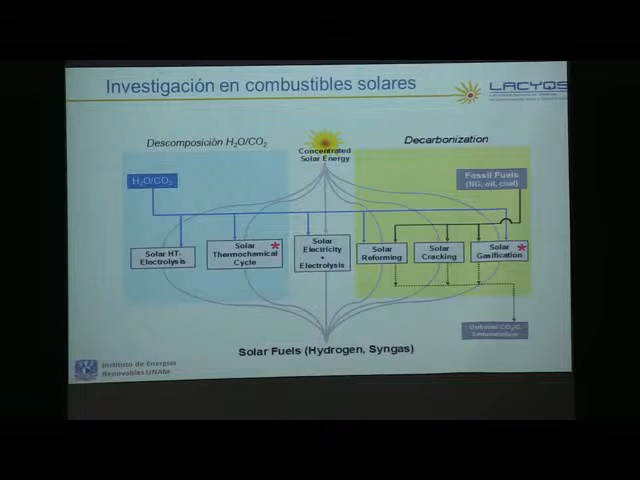 Investigación en combustibles solares
LACYQS
Descomposición H₂O/CO₂
Concentrated
Solar Energy
Decarbonization
H₂O/CO₂
Fossil Fuels
(NG, oil, coal)
Solar HT-
Electrolysis
Solar
Thermochemical
Cycle
*
Solar
Electricity
+
Electrolysis
Solar
Reforming
Solar
Cracking
Solar
Gasification
*
Optional CO₂/C
Solar Fuels (Hydrogen, Syngas)
Instituto de Energías
Renovables UNAM